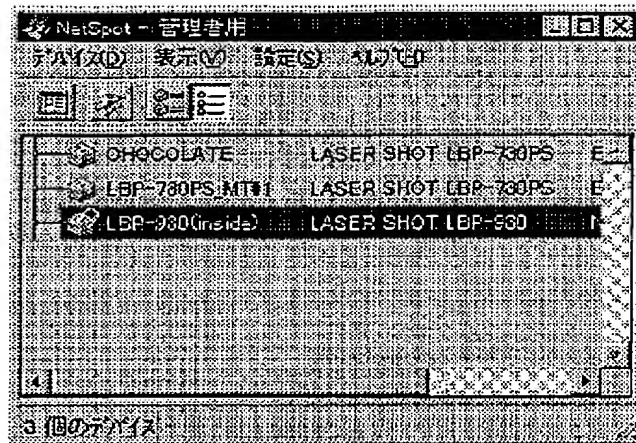 NetSpot - 管理者用
デバイス(D) 表示(V) 設定(S) ヘルプ(H)
CHOCOLATE LASER SHOT LBP-730PS E
LBP-730PS_MT#1 LASER SHOT LBP-730PS E
LBP-930(inside) LASER SHOT LBP-930 N
3 個のデバイス